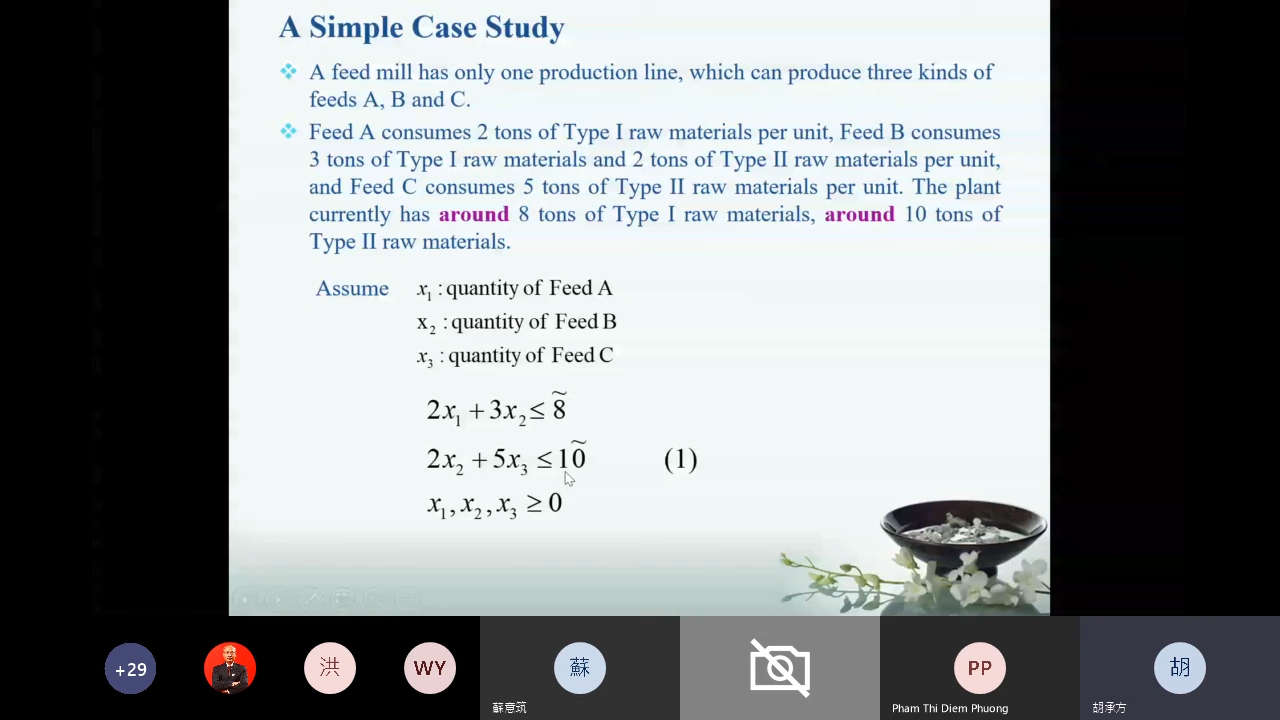 A Simple Case Study
A feed mill has only one production line, which can produce three kinds of
feeds A, B and C.
Feed A consumes 2 tons of Type I raw materials per unit, Feed B consumes
3 tons of Type I raw materials and 2 tons of Type II raw materials per unit,
and Feed C consumes 5 tons of Type II raw materials per unit. The plant
currently has around 8 tons of Type I raw materials, around 10 tons of
Type II raw materials.
Assume x₁ : quantity of Feed A
x₂ : quantity of Feed B
x₃ : quantity of Feed C
2x₁ + 3x₂ ≤ 8̃
2x₂ + 5x₃ ≤ 10̃ (1)
x₁, x₂, x₃ ≥ 0
+29
洪
WY
蘇
PP
胡
蘇意筑
Pham Thi Diem Phuong
胡承方